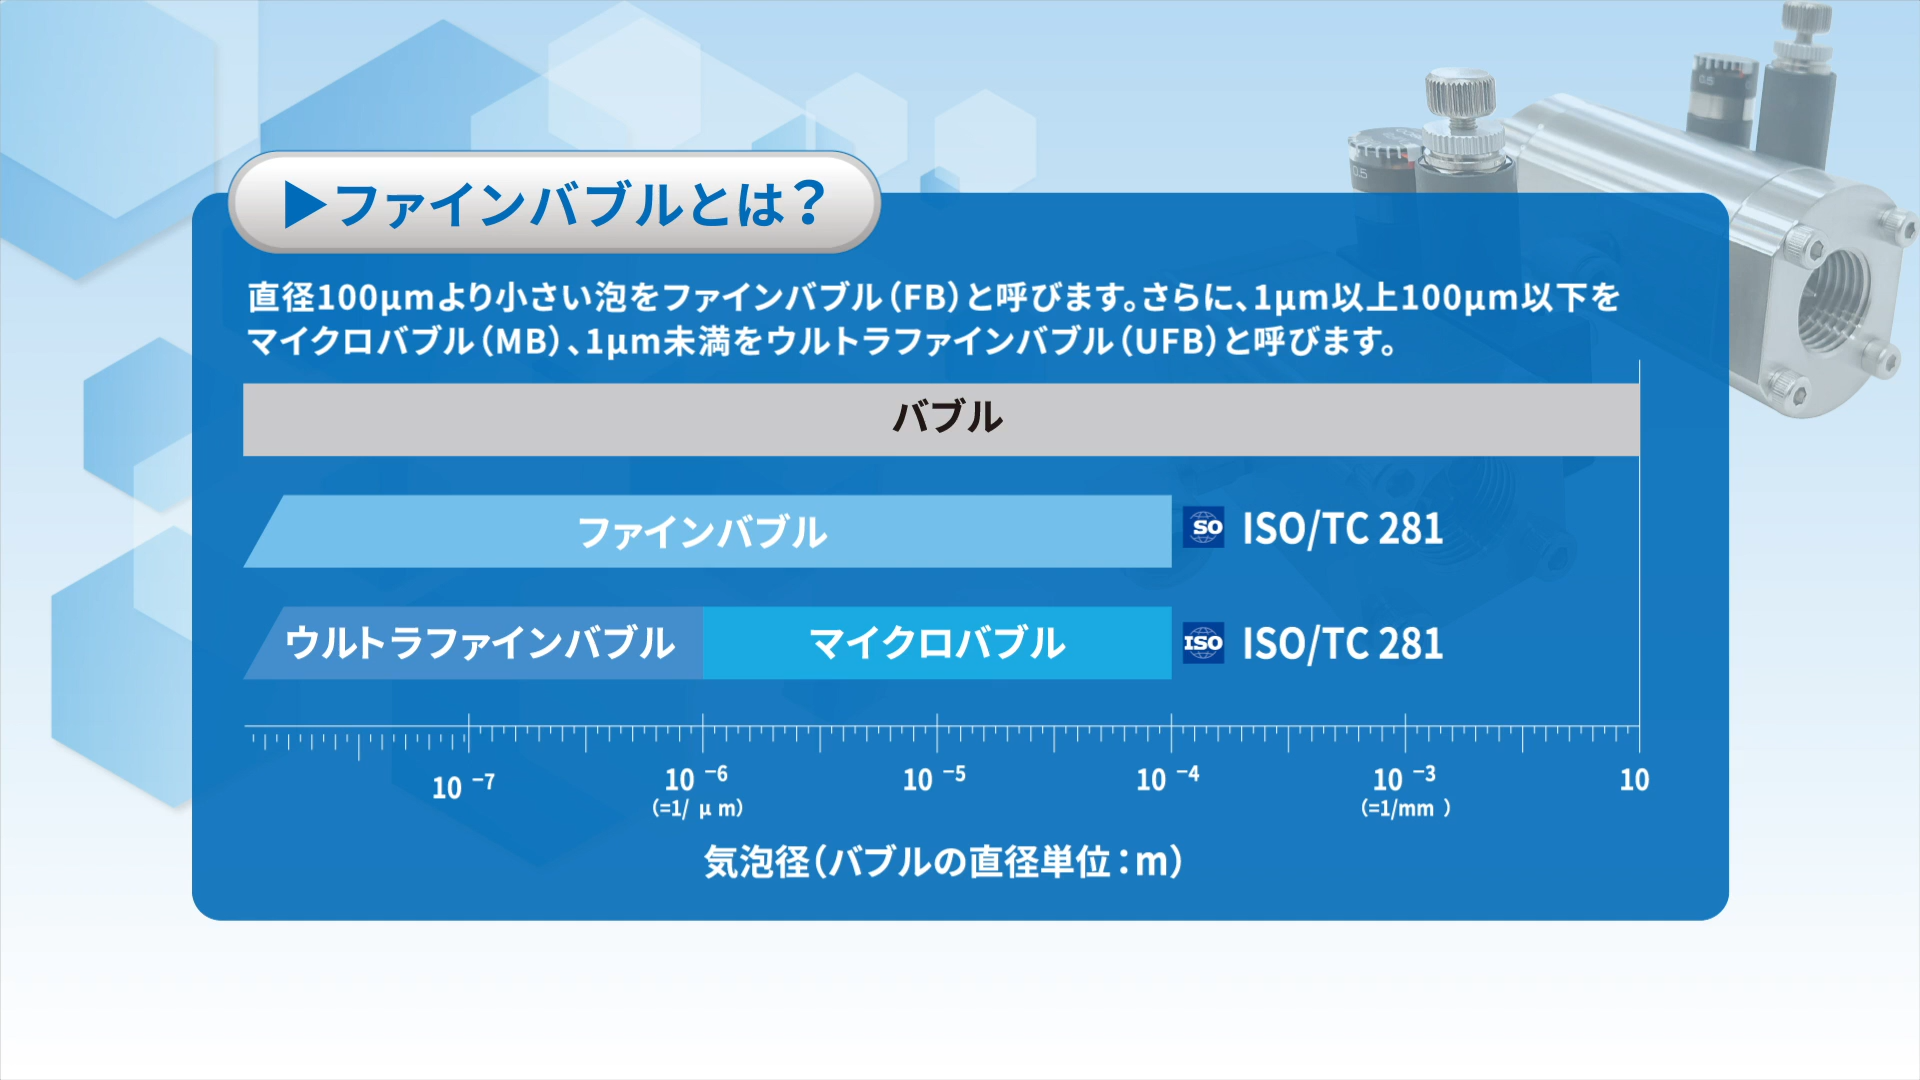 ▶ファインバブルとは?
直径100μmより小さい泡をファインバブル(FB)と呼びます。さらに、1μm以上100μm以下を
マイクロバブル(MB)、1μm未満をウルトラファインバブル(UFB)と呼びます。
バブル
ファインバブル
SO ISO/TC 281
ウルトラファインバブル マイクロバブル
ISO ISO/TC 281
10⁻⁷ 10⁻⁶ 10⁻⁵ 10⁻⁴ 10⁻³ 10
(=1/ μ m) (=1/mm )
気泡径(バブルの直径単位:m)
0.5
0.5